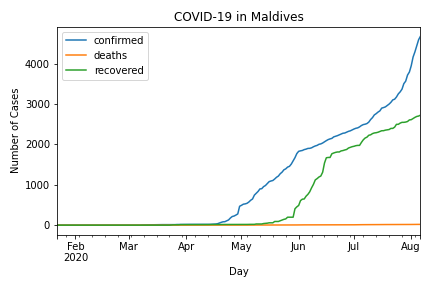 COVID-19 in Maldives
confirmed
deaths
recovered
Number of Cases
4000
3000
2000
1000
0
Feb
2020
Mar
Apr
May
Jun
Jul
Aug
Day